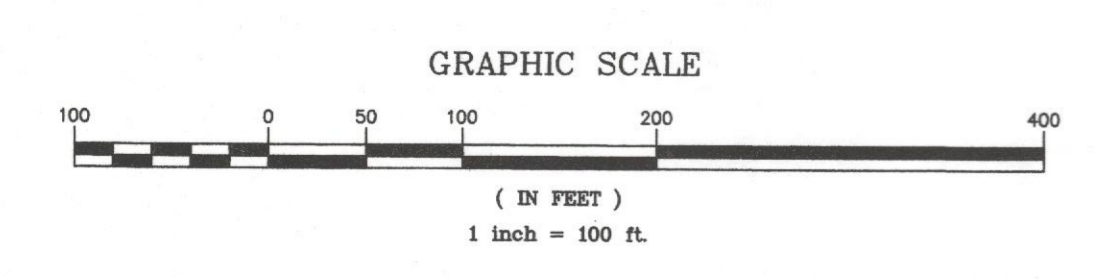 GRAPHIC SCALE
100 0 50 100 200 400
( IN FEET )
1 inch = 100 ft.